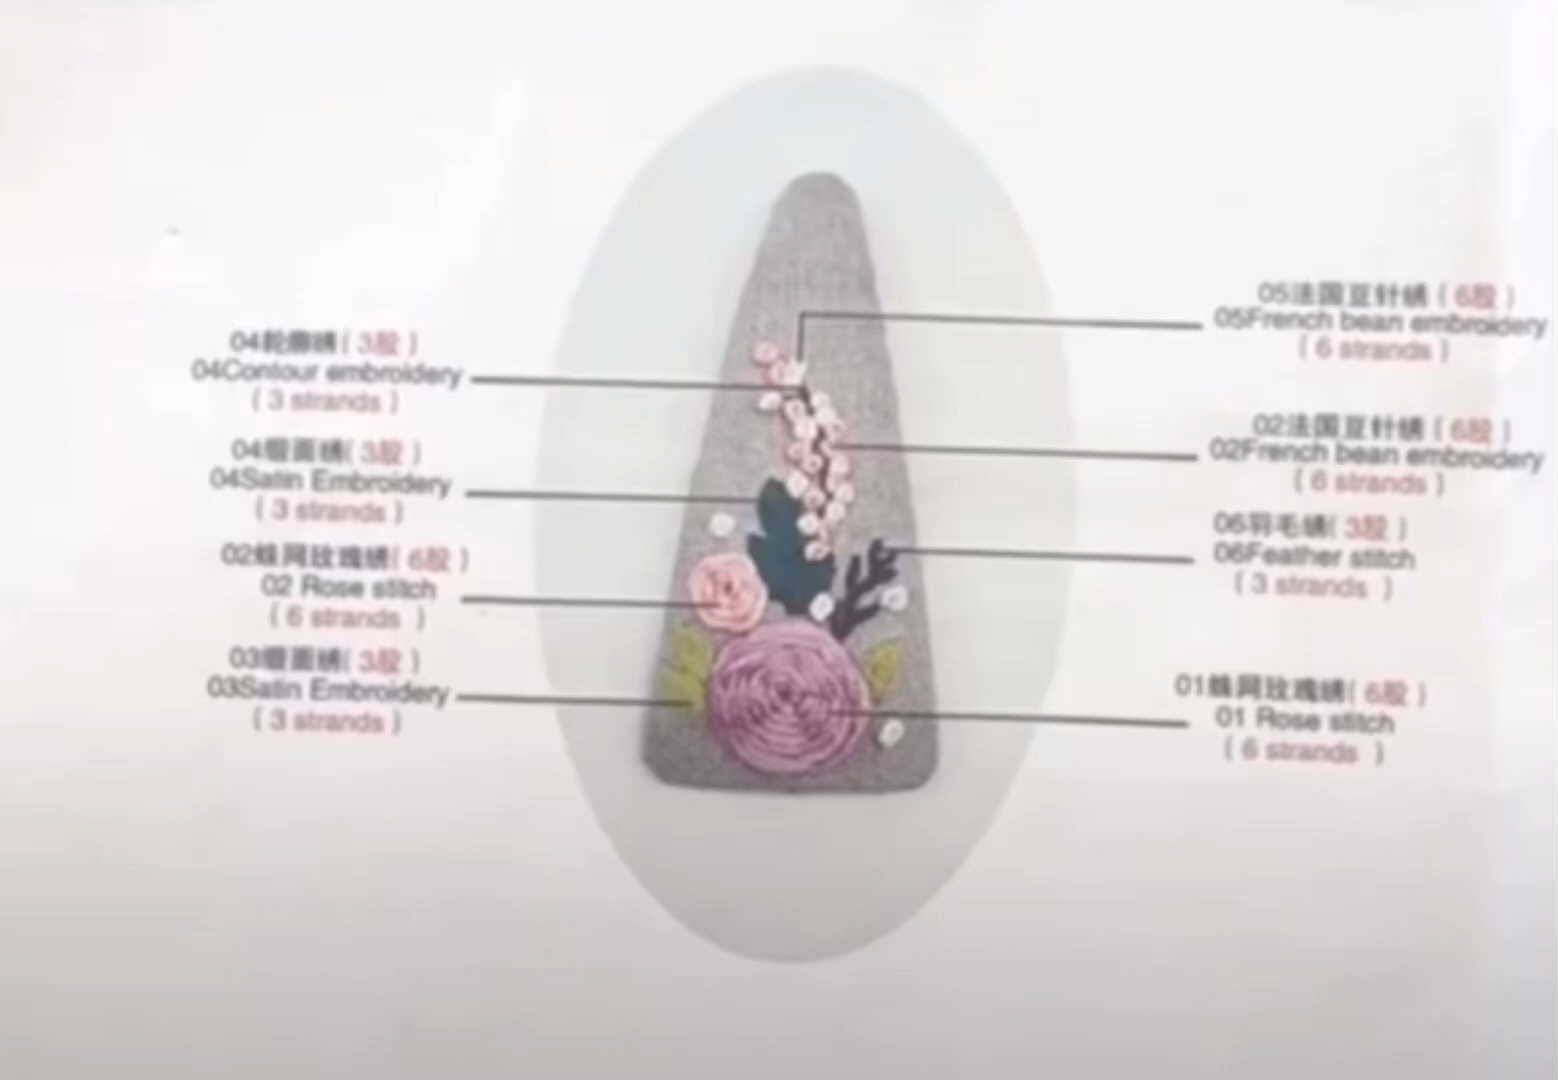 04轮廓绣(3股)
04Contour embroidery
(3 strands)
04缎面绣(3股)
04Satin Embroidery
(3 strands)
02蛛网玫瑰绣(6股)
02 Rose stitch
(6 strands)
03缎面绣(3股)
03Satin Embroidery
(3 strands)
05法国豆针绣(6股)
05French bean embroidery
(6 strands)
02法国豆针绣(6股)
02French bean embroidery
(6 strands)
06羽毛绣(3股)
06Feather stitch
(3 strands)
01蛛网玫瑰绣(6股)
01 Rose stitch
(6 strands)